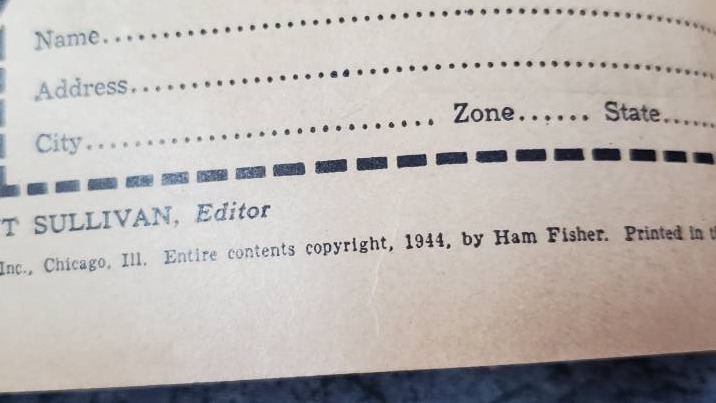 Name....................................................
Address..................................................
City.............................. Zone...... State......
T SULLIVAN, Editor
Inc., Chicago, Ill. Entire contents copyright, 1944, by Ham Fisher. Printed in